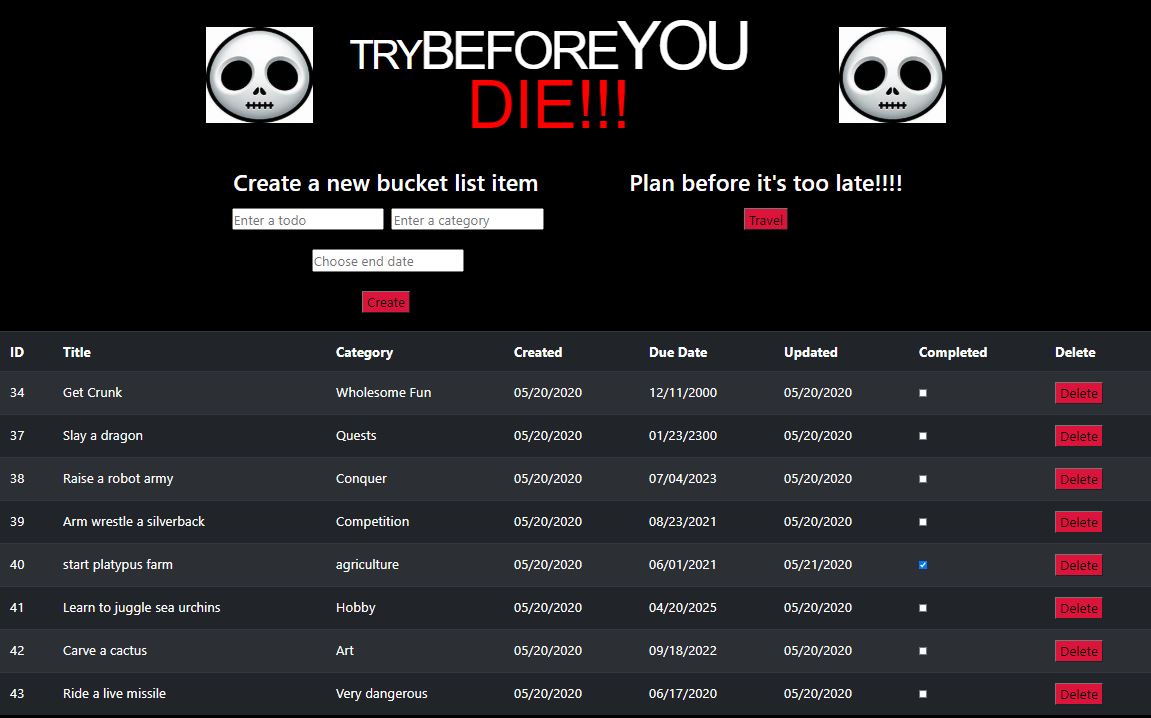 TRYBEFOREYOU
DIE!!!
Create a new bucket list item
Plan before it's too late!!!!
Enter a todo Enter a category
Travel
Choose end date
Create
ID Title Category Created Due Date Updated Completed Delete
34 Get Crunk Wholesome Fun 05/20/2020 12/11/2000 05/20/2020 Delete
37 Slay a dragon Quests 05/20/2020 01/23/2300 05/20/2020 Delete
38 Raise a robot army Conquer 05/20/2020 07/04/2023 05/20/2020 Delete
39 Arm wrestle a silverback Competition 05/20/2020 08/23/2021 05/20/2020 Delete
40 start platypus farm agriculture 05/20/2020 06/01/2021 05/21/2020 Delete
41 Learn to juggle sea urchins Hobby 05/20/2020 04/20/2025 05/20/2020 Delete
42 Carve a cactus Art 05/20/2020 09/18/2022 05/20/2020 Delete
43 Ride a live missile Very dangerous 05/20/2020 06/17/2020 05/20/2020 Delete